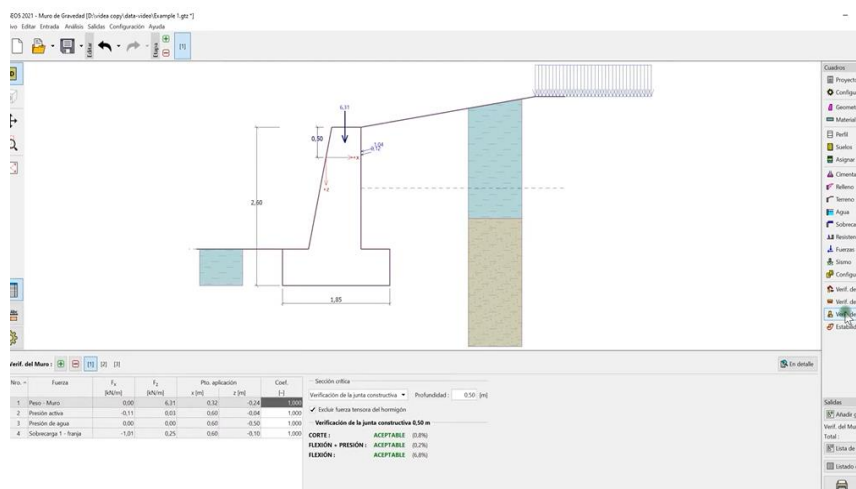 EOS 2021 - Muro de Gravedad [D:\videa copy\data-video\Example 1.gtz *]
ivo Editar Entrada Análisis Salidas Configuración Ayuda
Editar
Etapa
[1]
6,31
0,50
+x
+z
2,60
1,85
Cuadros
Proyecto
Configu
Geomet
Material
Perfil
Suelos
Asignar
Cimenta
Relleno
Terreno
Agua
Sobreca
Resisten
Fuerzas
Sismo
Configu
Verif. de
Verif. de
Verif. de
Estabilid
Verif. del Muro : [1] [2] [3]
En detalle
Nro. Fuerza Fx Fz Pto. aplicación Coef.
[kN/m] [kN/m] x [m] z [m] [-]
1 Peso - Muro 0,00 6,31 0,32 -0,24 1,000
2 Presión activa -0,11 0,03 0,60 -0,04 1,000
3 Presión de agua 0,00 0,00 0,60 -0,50 1,000
4 Sobrecarga 1 - franja -1,01 0,25 0,60 -0,10 1,000
Sección crítica
Verificación de la junta constructiva Profundidad : 0.50 [m]
Excluir fuerza tensora del hormigón
Verificación de la junta constructiva 0,50 m
CORTE : ACEPTABLE (0,8%)
FLEXIÓN + PRESIÓN : ACEPTABLE (0,2%)
FLEXIÓN : ACEPTABLE (6,8%)
Salidas
Añadir g
Verif. del Mu
Total :
Lista de
Listado